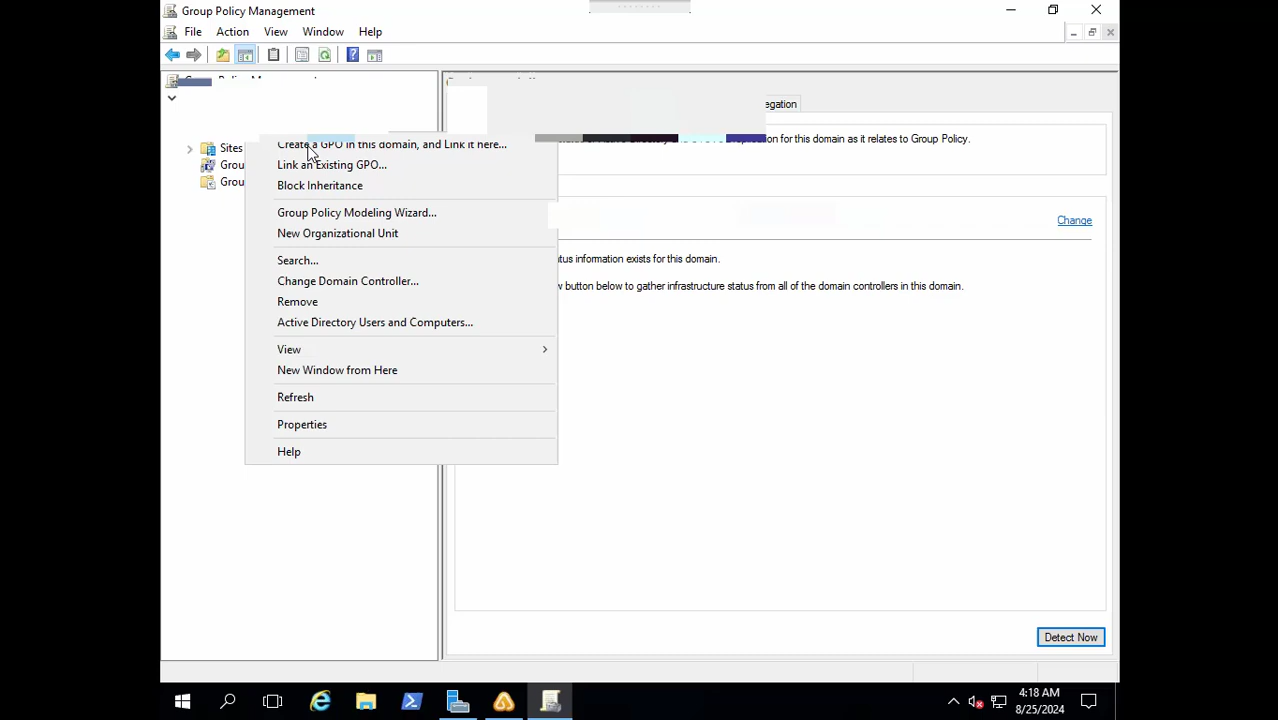 Group Policy Management
File Action View Window Help
egation
for this domain as it relates to Group Policy.
Sites
Create a GPO in this domain, and Link it here...
Link an Existing GPO...
Block Inheritance
Group Policy Modeling Wizard...
New Organizational Unit
Change
Search...
information exists for this domain.
Change Domain Controller...
button below to gather infrastructure status from all of the domain controllers in this domain.
Remove
Active Directory Users and Computers...
View
New Window from Here
Refresh
Properties
Help
Detect Now
4:18 AM
8/25/2024